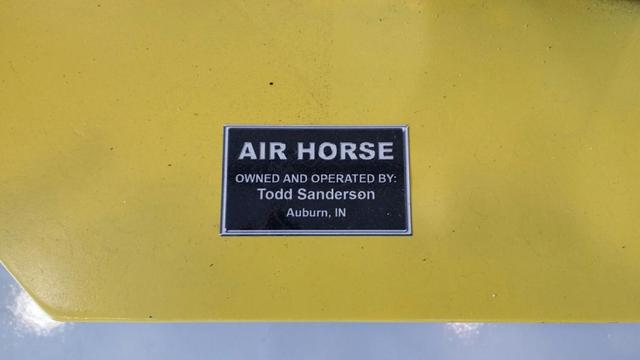 AIR HORSE
OWNED AND OPERATED BY:
Todd Sanderson
Auburn, IN